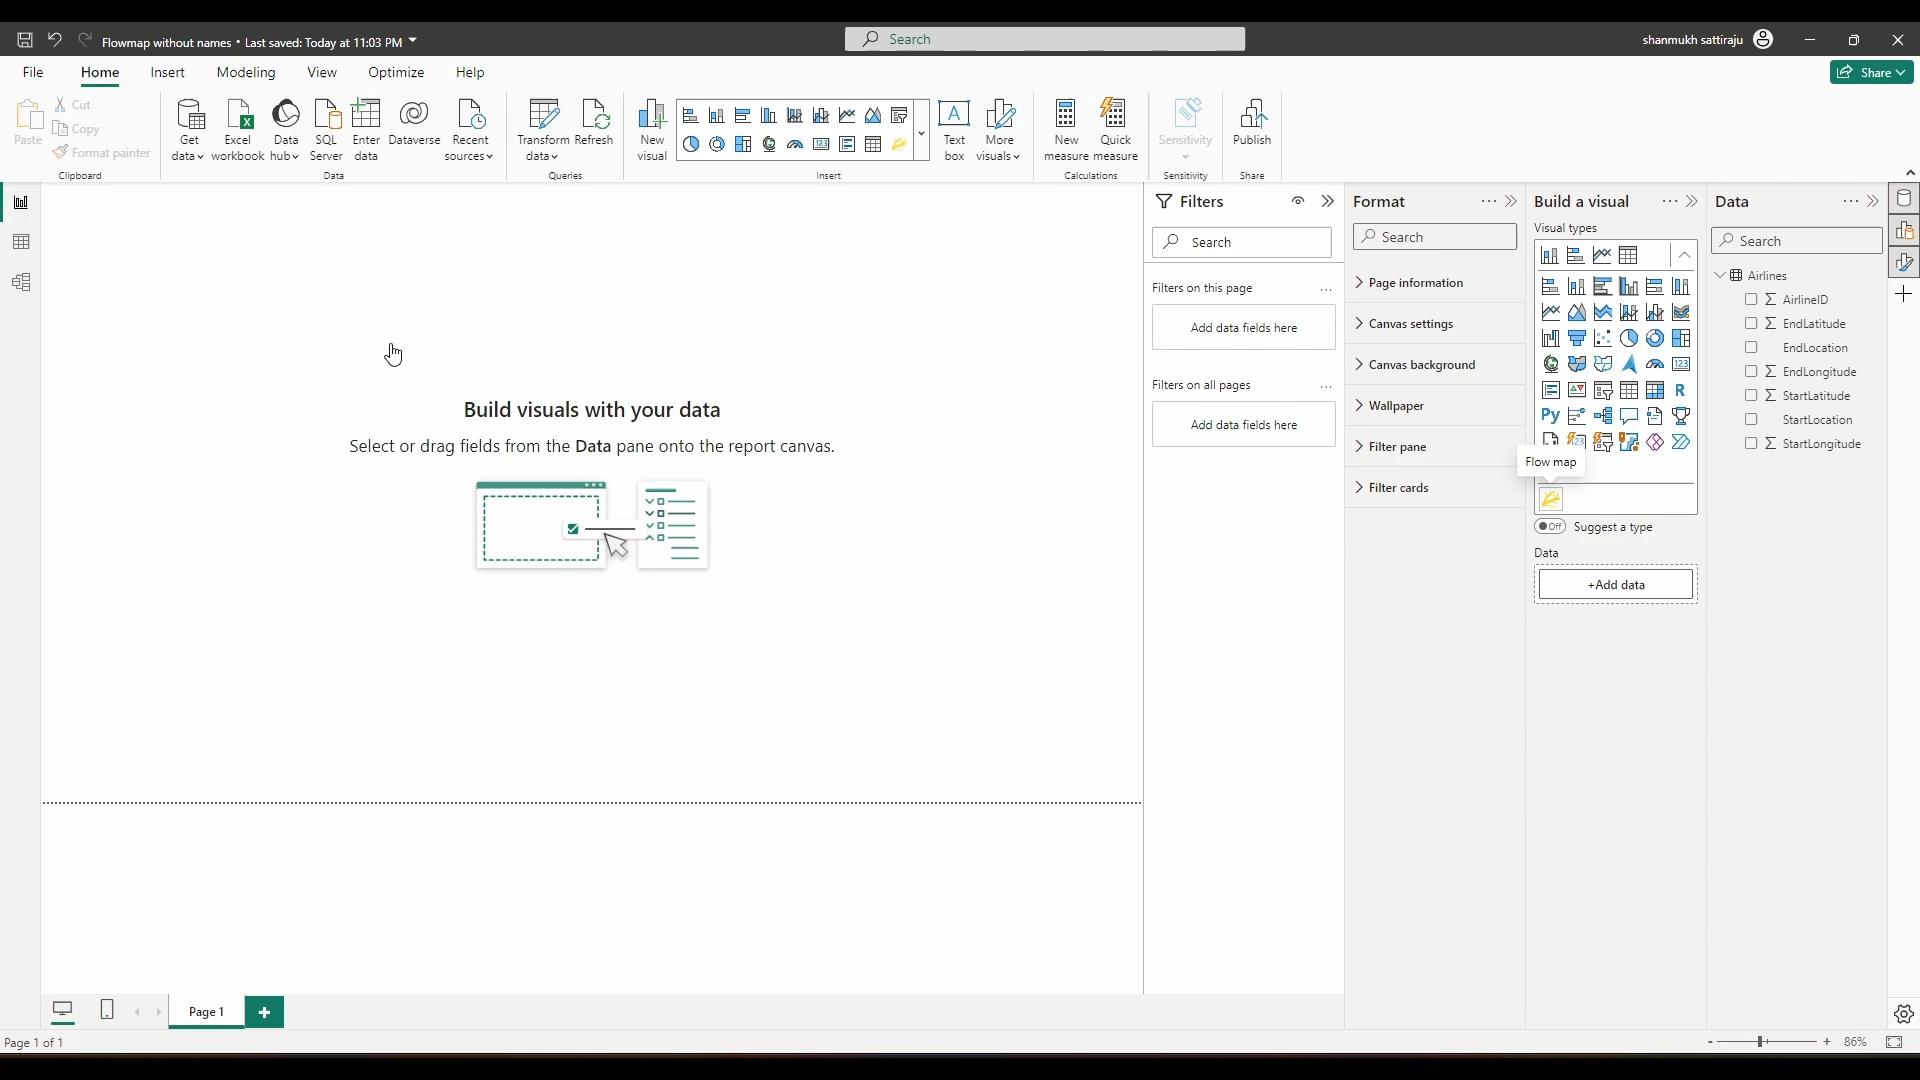 Flowmap without names • Last saved: Today at 11:03 PM
Search
shanmukh sattiraju
File
Home
Insert
Modeling
View
Optimize
Help
Share
Paste
Cut
Copy
Format painter
Clipboard
Get data
Excel workbook
Data hub
SQL Server
Enter data
Dataverse
Recent sources
Data
Transform data
Refresh
Queries
New visual
Insert
Text box
More visuals
New measure
Quick measure
Calculations
Sensitivity
Sensitivity
Publish
Share
Build visuals with your data
Select or drag fields from the Data pane onto the report canvas.
Filters
Search
Filters on this page
Add data fields here
Filters on all pages
Add data fields here
Format
Search
Page information
Canvas settings
Canvas background
Wallpaper
Filter pane
Filter cards
Build a visual
Visual types
123
R
Py
Flow map
Off
Suggest a type
Data
+Add data
Data
Search
Airlines
AirlineID
EndLatitude
EndLocation
EndLongitude
StartLatitude
StartLocation
StartLongitude
Page 1
Page 1 of 1
- + 86%